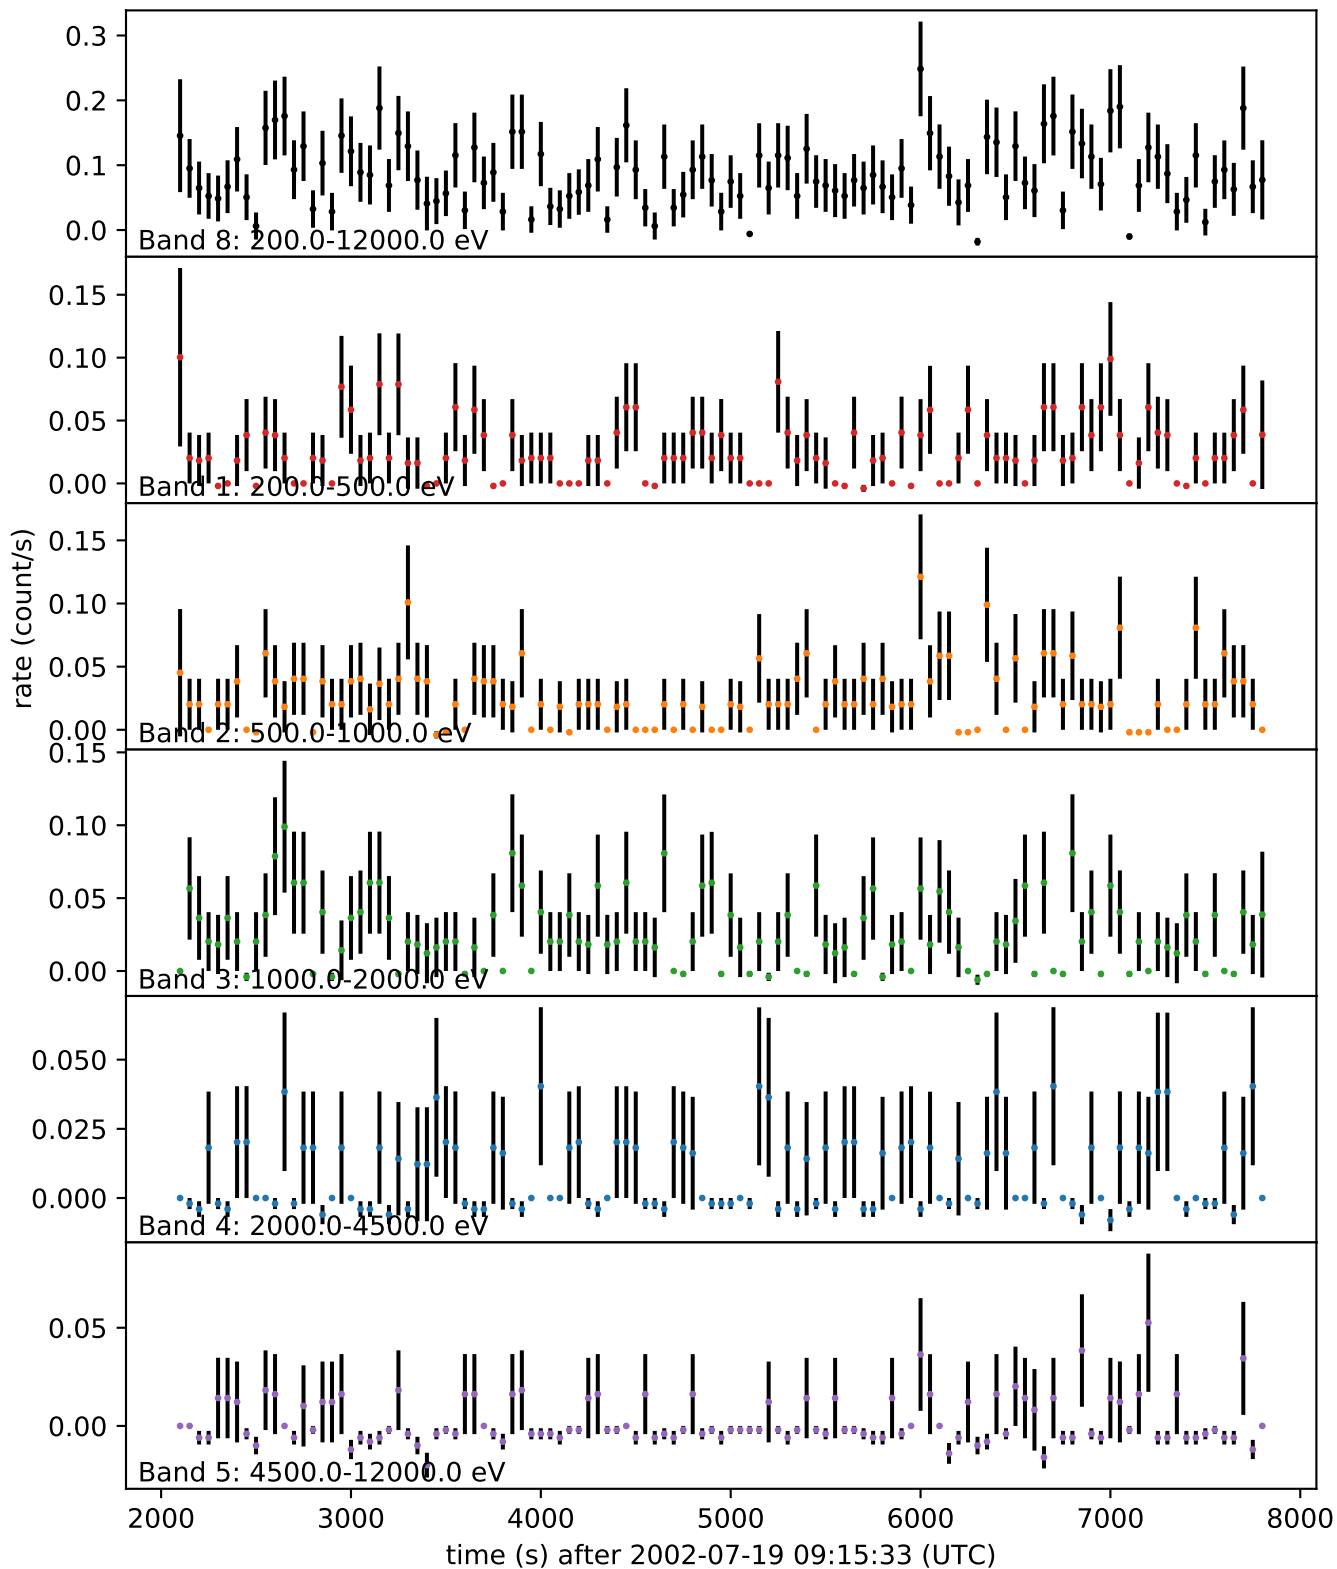 0.3
0.2
0.1
0.0
Band 8: 200.0-12000.0 eV
0.15
0.10
0.05
0.00
Band 1: 200.0-500.0 eV
0.15
0.10
0.05
0.00
Band 2: 500.0-1000.0 eV
rate (count/s)
0.15
0.10
0.05
0.00
Band 3: 1000.0-2000.0 eV
0.050
0.025
0.000
Band 4: 2000.0-4500.0 eV
0.05
0.00
Band 5: 4500.0-12000.0 eV
2000 3000 4000 5000 6000 7000 8000
time (s) after 2002-07-19 09:15:33 (UTC)